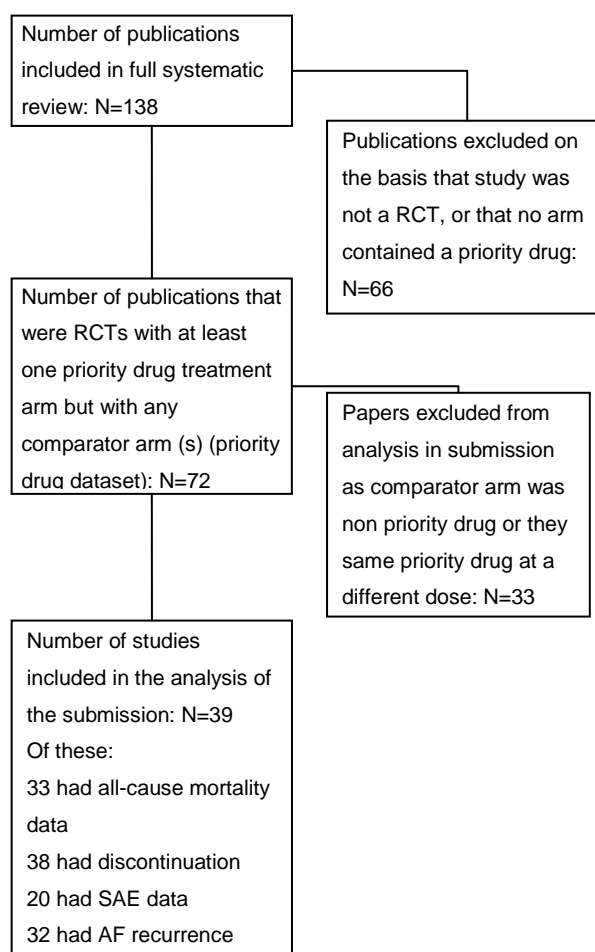 Number of publications
included in full systematic
review: N=138
Publications excluded on
the basis that study was
not a RCT, or that no arm
contained a priority drug:
N=66
Number of publications that
were RCTs with at least
one priority drug treatment
arm but with any
comparator arm (s) (priority
drug dataset): N=72
Papers excluded from
analysis in submission
as comparator arm was
non priority drug or they
same priority drug at a
different dose: N=33
Number of studies
included in the analysis of
the submission: N=39
Of these:
33 had all-cause mortality
data
38 had discontinuation
20 had SAE data
32 had AF recurrence